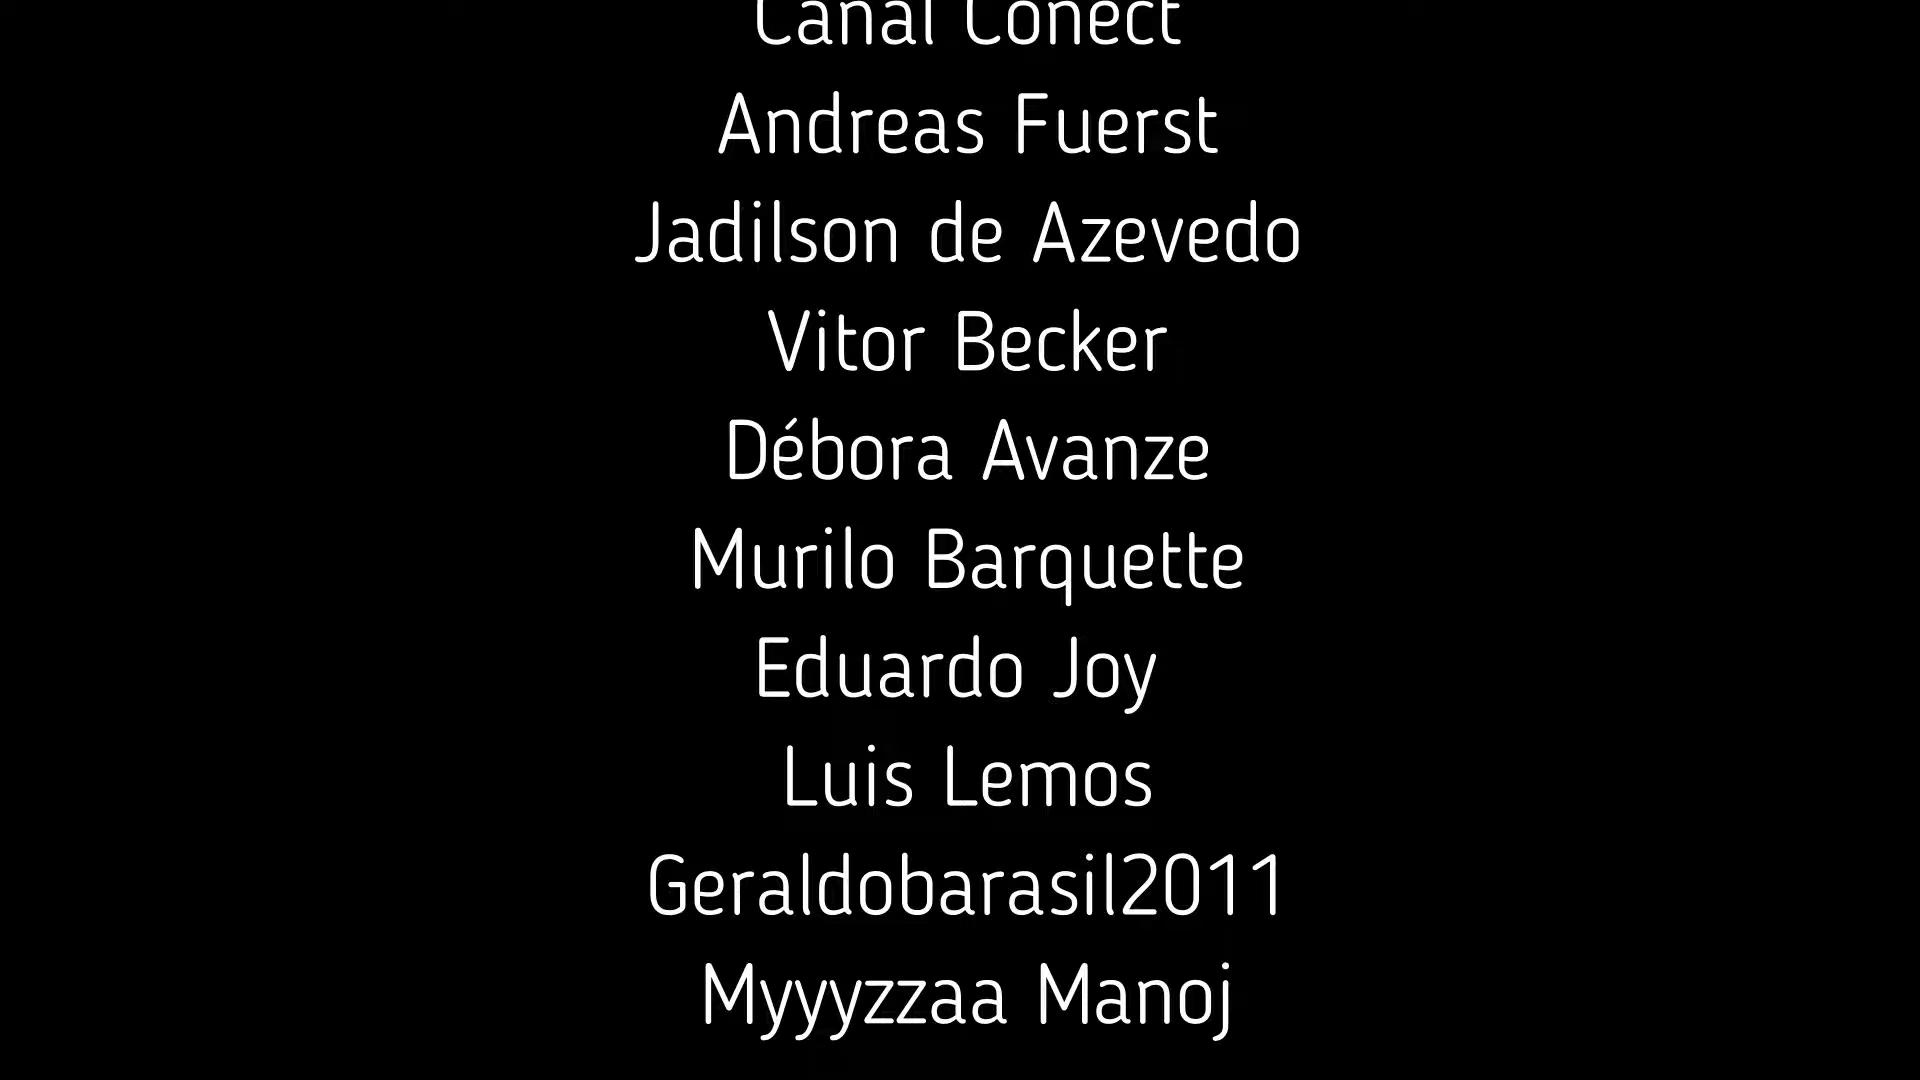 Canal Conect
Andreas Fuerst
Jadilson de Azevedo
Vitor Becker
Débora Avanze
Murilo Barquette
Eduardo Joy
Luis Lemos
Geraldobarasil2011
Myyyzzaa Manoj